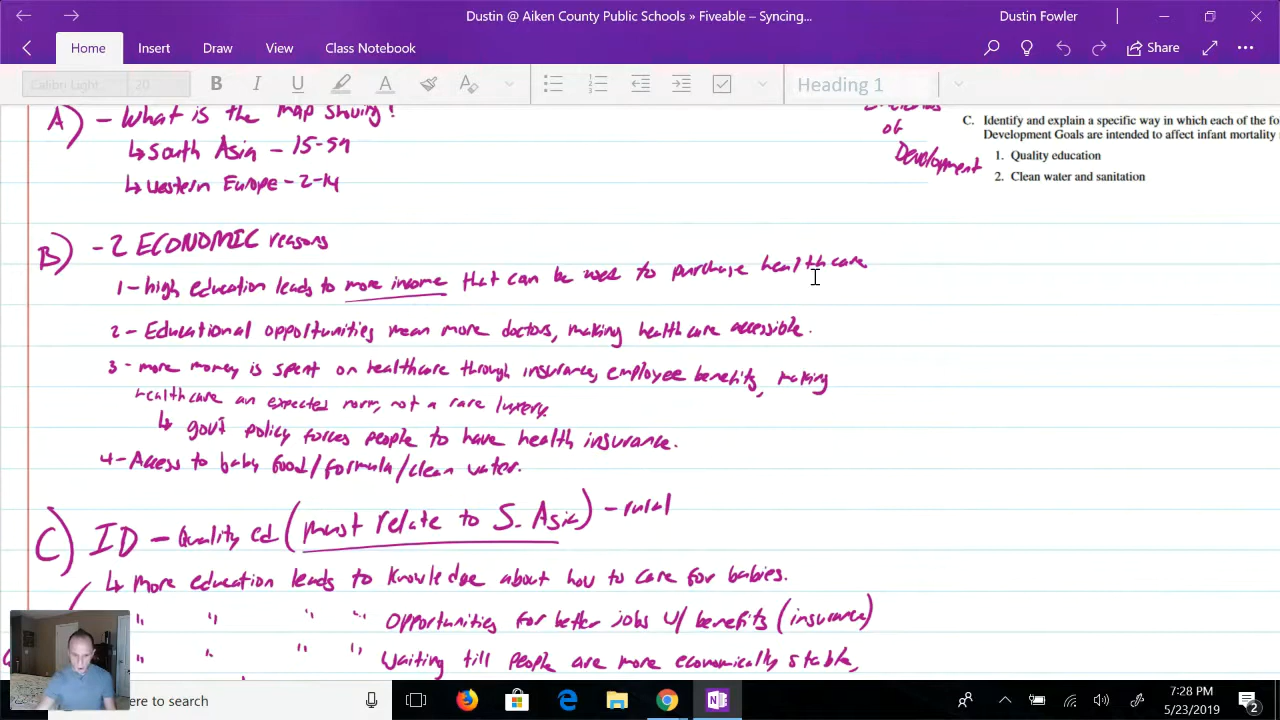 Dustin @ Aiken County Public Schools » Fiveable – Syncing...
Dustin Fowler
Home
Insert
Draw
View
Class Notebook
Share
Calibri Light
20
B
I
U
A
Heading 1
A) - What is the map showing?
↳ South Asia - 15-59
↳ Western Europe - 2-14
of
Development
C. Identify and explain a specific way in which each of the fo
Development Goals are intended to affect infant mortality
1. Quality education
2. Clean water and sanitation
B) - 2 ECONOMIC reasons
1 - high education leads to more income that can be used to purchase healthcare
2 - Educational opportunities mean more doctors, making healthcare accessible.
3 - more money is spent on healthcare through insurance, employee benefits, making
healthcare an expected norm, not a rare luxery.
↳ gov't policy forces people to have health insurance.
4 - Access to baby food/formula/clean water.
C) ID - Quality ed (must relate to S. Asia) - rural
↳ More education leads to knowledge about how to care for babies.
" " " " Opportunities for better jobs w/ benefits (insurance)
" " " " Waiting till people are more economically stable,
ere to search
7:28 PM
5/23/2019
2